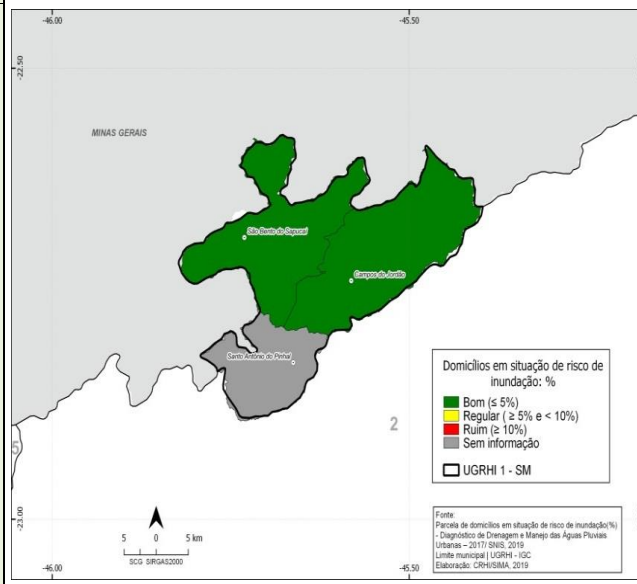 -46.00
-45.50
-22.50
MINAS GERAIS
São Bento do Sapucaí
Campos do Jordão
Santo Antônio do Pinhal
Domicílios em situação de risco de
inundação: %
Bom (≤ 5%)
Regular ( ≥ 5% e < 10%)
Ruim (≥ 10%)
Sem informação
UGRHI 1 - SM
2
5
-23.00
5 0 5 km
SCG SIRGAS2000
Fonte:
Parcela de domicílios em situação de risco de inundação(%)
- Diagnóstico de Drenagem e Manejo das Águas Pluviais
Urbanas – 2017/ SNIS, 2019
Limite municipal | UGRHI - IGC
Elaboração: CRHI/SIMA, 2019
-46.00
-45.50